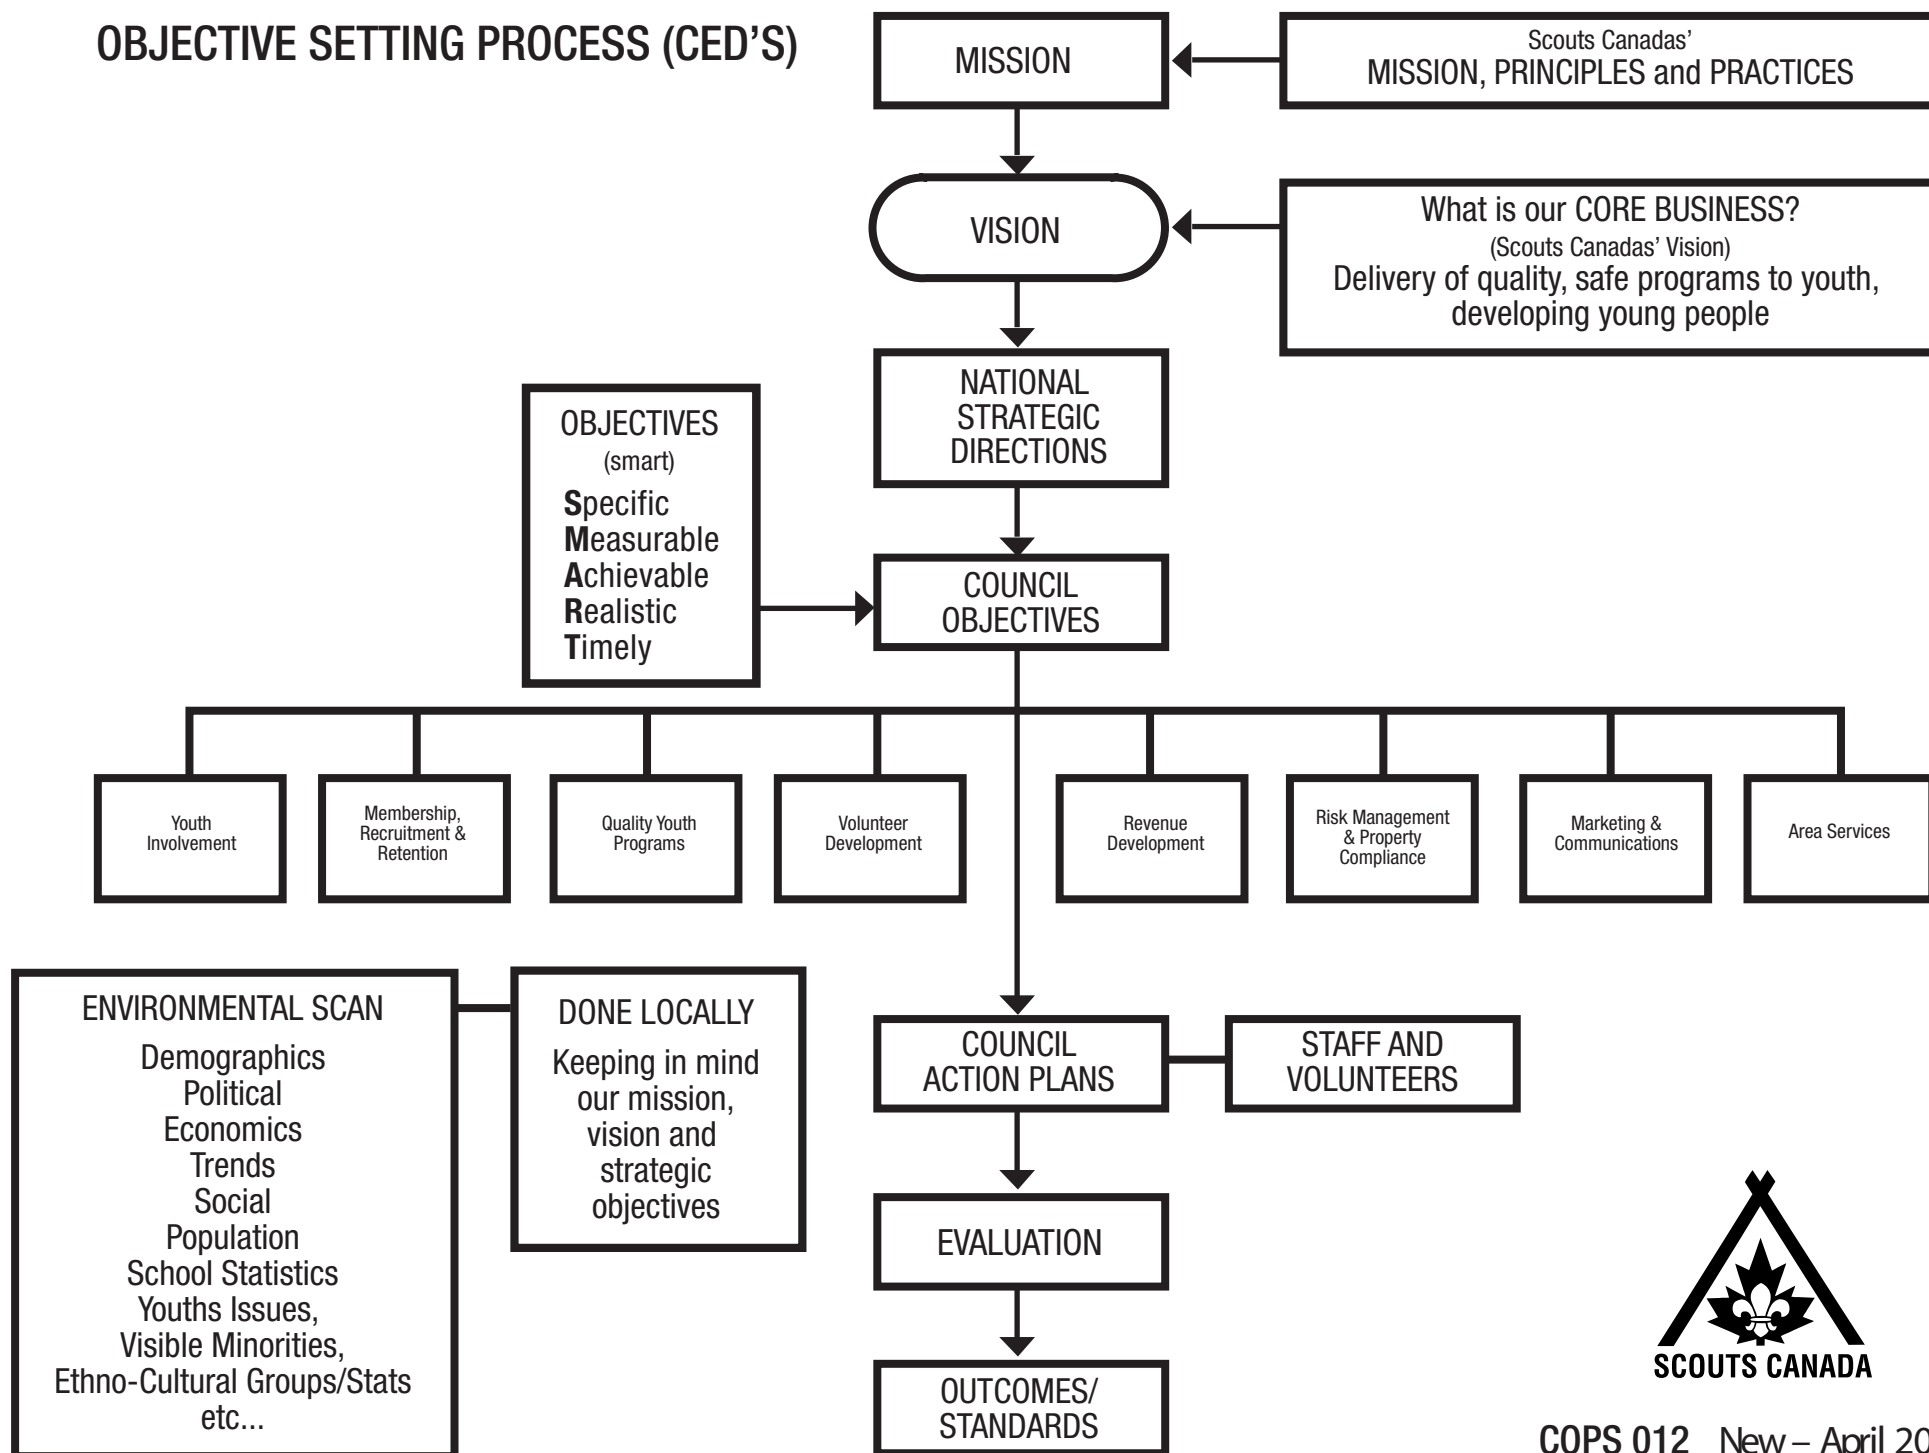 OBJECTIVE SETTING PROCESS (CED'S)
MISSION
Scouts Canadas'
MISSION, PRINCIPLES and PRACTICES
VISION
What is our CORE BUSINESS?
(Scouts Canadas' Vision)
Delivery of quality, safe programs to youth,
developing young people
NATIONAL
STRATEGIC
DIRECTIONS
OBJECTIVES
(smart)
Specific
Measurable
Achievable
Realistic
Timely
COUNCIL
OBJECTIVES
Youth
Involvement
Membership,
Recruitment &
Retention
Quality Youth
Programs
Volunteer
Development
Revenue
Development
Risk Management
& Property
Compliance
Marketing &
Communications
Area Services
ENVIRONMENTAL SCAN
Demographics
Political
Economics
Trends
Social
Population
School Statistics
Youths Issues,
Visible Minorities,
Ethno-Cultural Groups/Stats
etc...
DONE LOCALLY
Keeping in mind
our mission,
vision and
strategic
objectives
COUNCIL
ACTION PLANS
STAFF AND
VOLUNTEERS
EVALUATION
OUTCOMES/
STANDARDS
SCOUTS CANADA
COPS 012 New – April